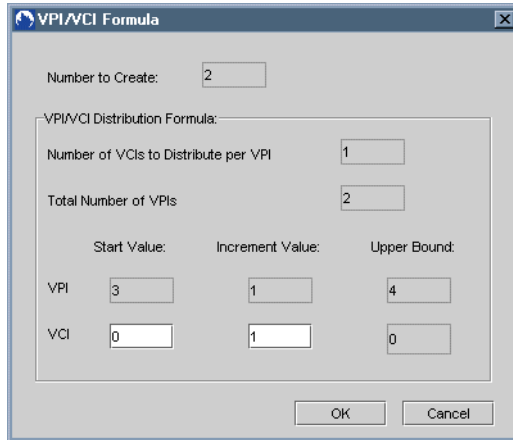 VPI/VCI Formula
Number to Create: 2
VPI/VCI Distribution Formula:
Number of VCIs to Distribute per VPI 1
Total Number of VPIs 2
Start Value: Increment Value: Upper Bound:
VPI 3 1 4
VCI 0 1 0
OK Cancel